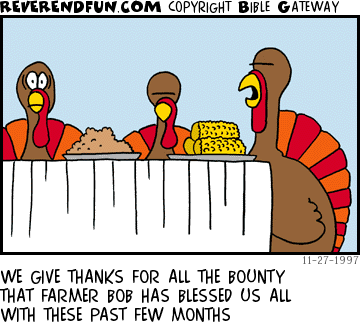 REVERENDFUN.COM COPYRIGHT BIBLE GATEWAY
11-27-1997
WE GIVE THANKS FOR ALL THE BOUNTY
THAT FARMER BOB HAS BLESSED US ALL
WITH THESE PAST FEW MONTHS